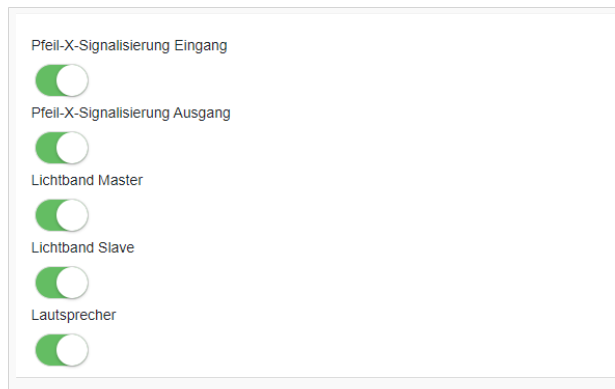 Pfeil-X-Signalisierung Eingang
Pfeil-X-Signalisierung Ausgang
Lichtband Master
Lichtband Slave
Lautsprecher